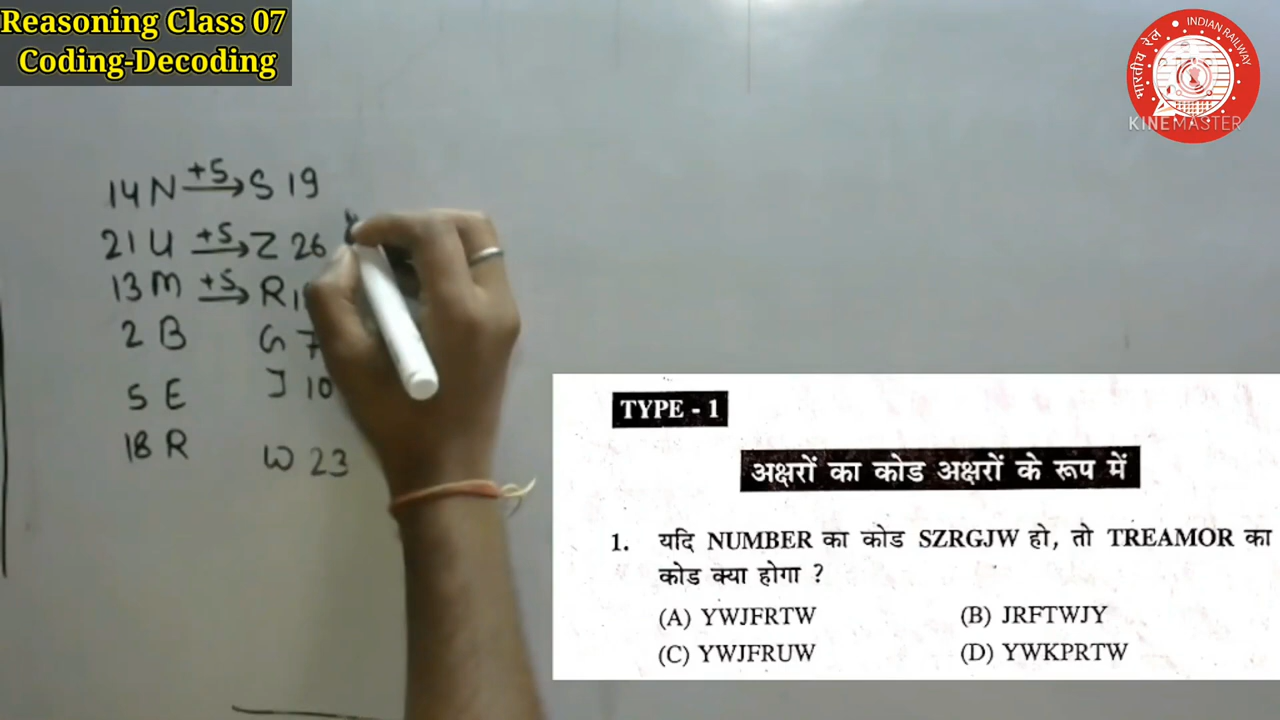 Reasoning Class 07
Coding-Decoding
भारतीय रेल INDIAN RAILWAY
KINEMASTER
14 N +5 → S 19
21 U +5 → Z 26
13 M +5 → R
2 B G 7
5 E J 10
18 R W 23
TYPE - 1
अक्षरों का कोड अक्षरों के रूप में
1. यदि NUMBER का कोड SZRGJW हो, तो TREAMOR का
कोड क्या होगा ?
(A) YWJFRTW (B) JRFTWJY
(C) YWJFRUW (D) YWKPRTW